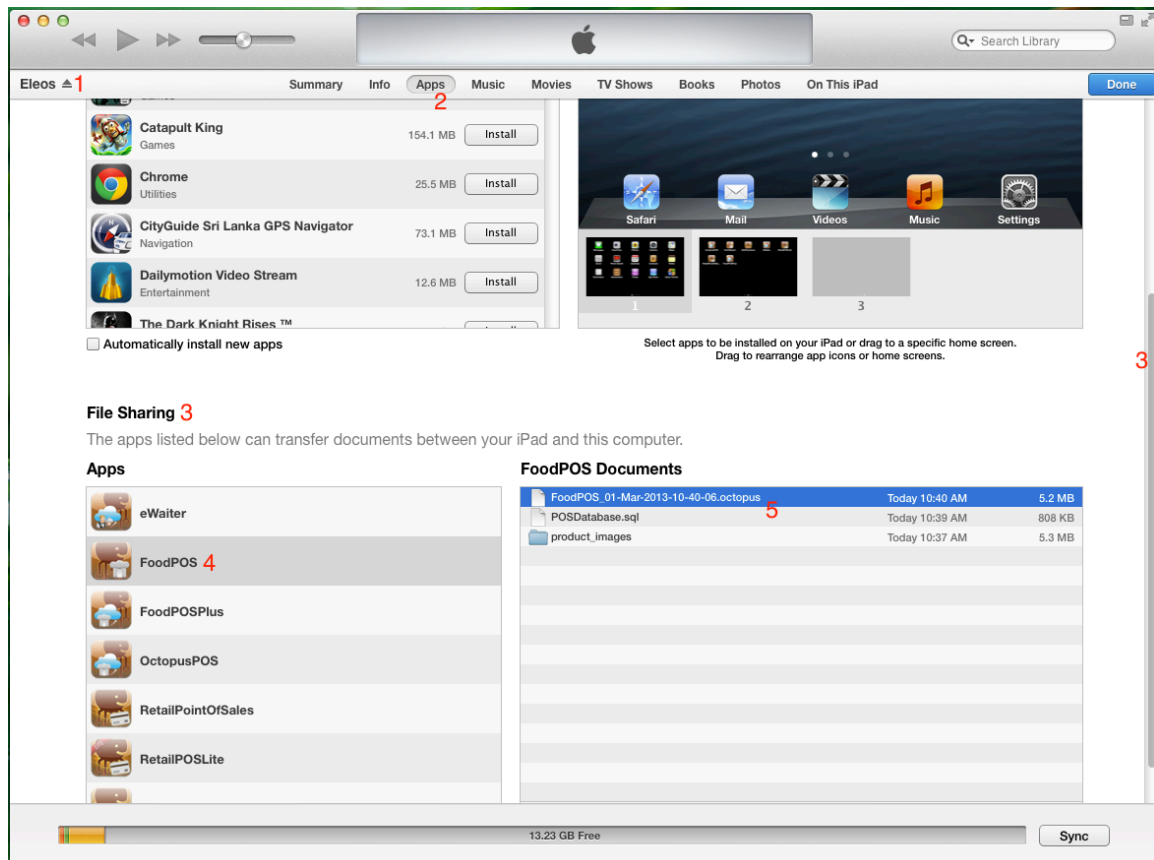 Search Library
Eleos 1 Summary Info Apps Music Movies TV Shows Books Photos On This iPad Done
2
Games
Catapult King
Games
154.1 MB Install
Chrome
Utilities
25.5 MB Install
CityGuide Sri Lanka GPS Navigator
Navigation
73.1 MB Install
Dailymotion Video Stream
Entertainment
12.6 MB Install
The Dark Knight Rises ™
Safari Mail Videos Music Settings
1 2 3
Automatically install new apps
Select apps to be installed on your iPad or drag to a specific home screen.
Drag to rearrange app icons or home screens.
3
File Sharing 3
The apps listed below can transfer documents between your iPad and this computer.
Apps
eWaiter
FoodPOS 4
FoodPOSPlus
OctopusPOS
RetailPointOfSales
RetailPOSLite
FoodPOS Documents
FoodPOS_01-Mar-2013-10-40-06.octopus Today 10:40 AM 5.2 MB
5
POSDatabase.sql Today 10:39 AM 808 KB
product_images Today 10:37 AM 5.3 MB
13.23 GB Free Sync